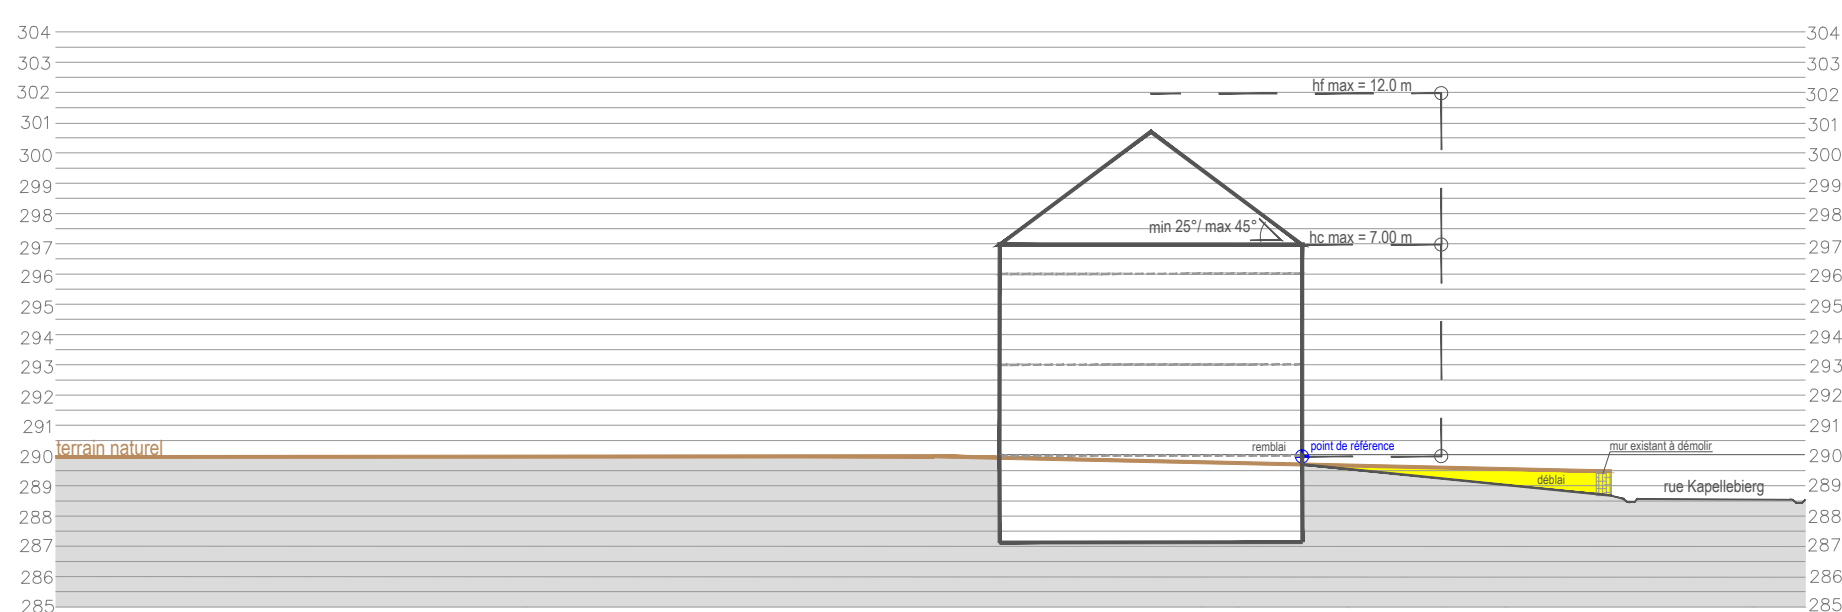 304 304
303 303
hf max = 12.0 m
302 302
301 301
300 300
299 299
298 298
min 25°/ max 45°
hc max = 7.00 m
297 297
296 296
295 295
294 294
293 293
292 292
291 291
terrain naturel
remblai
point de référence
mur existant à démolir
290 290
déblai
rue Kapellebierg
289 289
288 288
287 287
286 286
285 285